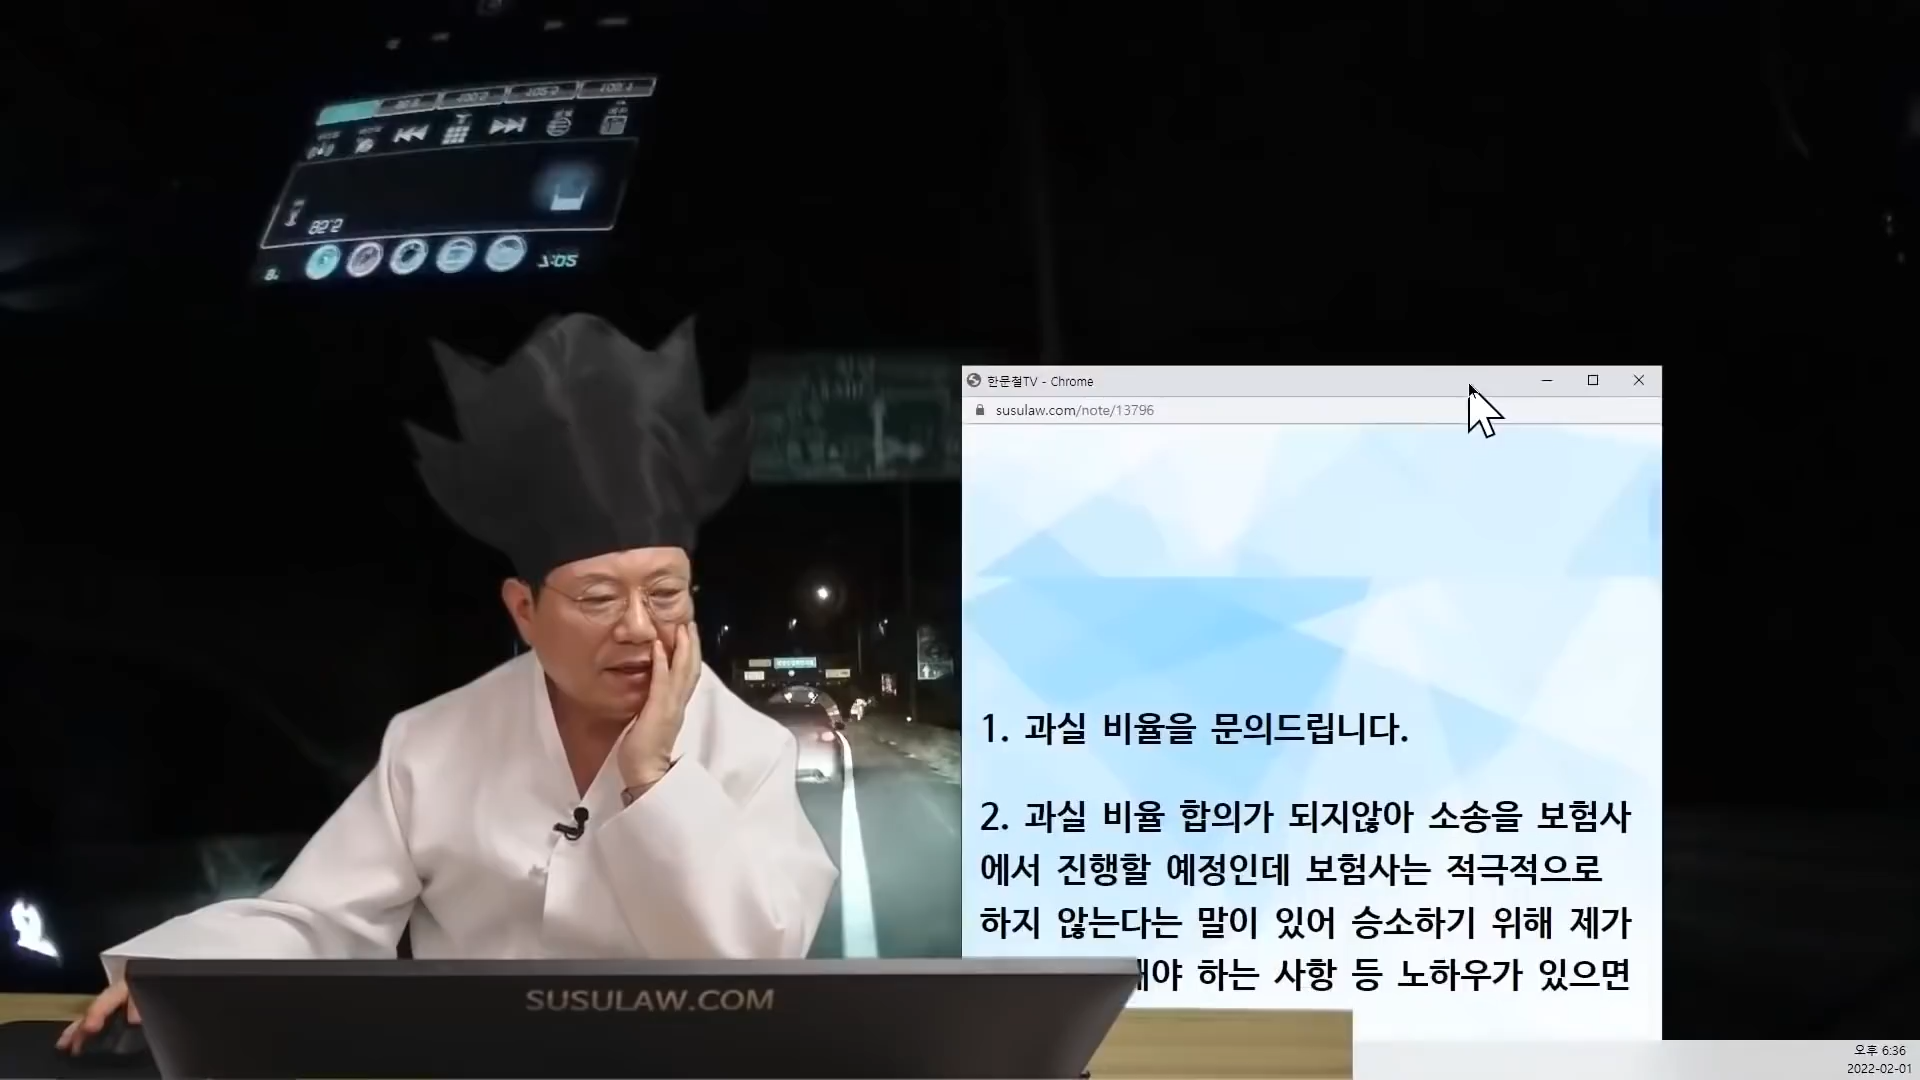 7:02
한문철TV - Chrome
susulaw.com/note/13796
1. 과실 비율을 문의드립니다.
2. 과실 비율 합의가 되지않아 소송을 보험사
에서 진행할 예정인데 보험사는 적극적으로
하지 않는다는 말이 있어 승소하기 위해 제가
해야 하는 사항 등 노하우가 있으면
SUSULAW.COM
오후 6:36
2022-02-01